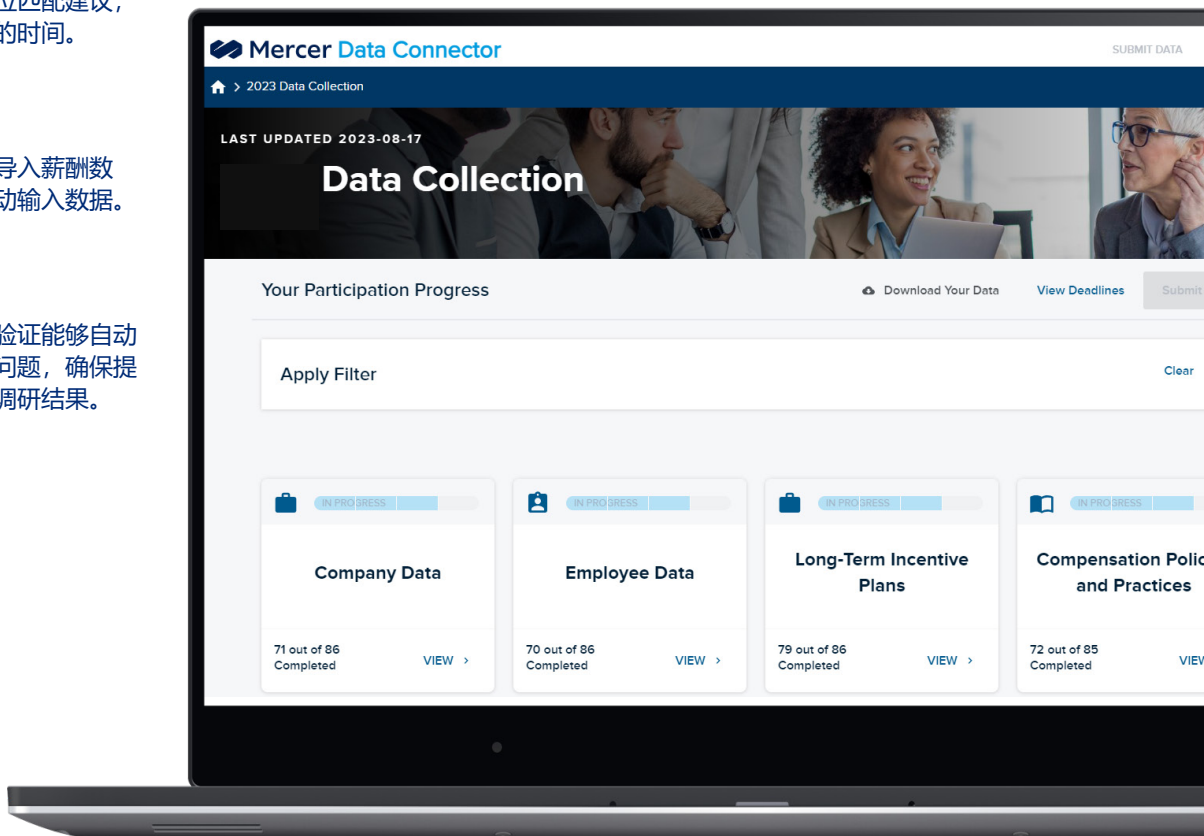 位匹配建议，
的时间。
导入薪酬数
动输入数据。
验证能够自动
问题，确保提
调研结果。
Mercer Data Connector
SUBMIT DATA
> 2023 Data Collection
LAST UPDATED 2023-08-17
Data Collection
Your Participation Progress
Download Your Data
View Deadlines
Submit
Apply Filter
Clear
IN PROGRESS
Company Data
71 out of 86
Completed
VIEW >
IN PROGRESS
Employee Data
70 out of 86
Completed
VIEW >
IN PROGRESS
Long-Term Incentive
Plans
79 out of 86
Completed
VIEW >
IN PROGRESS
Compensation Polic
and Practices
72 out of 85
Completed
VIEW